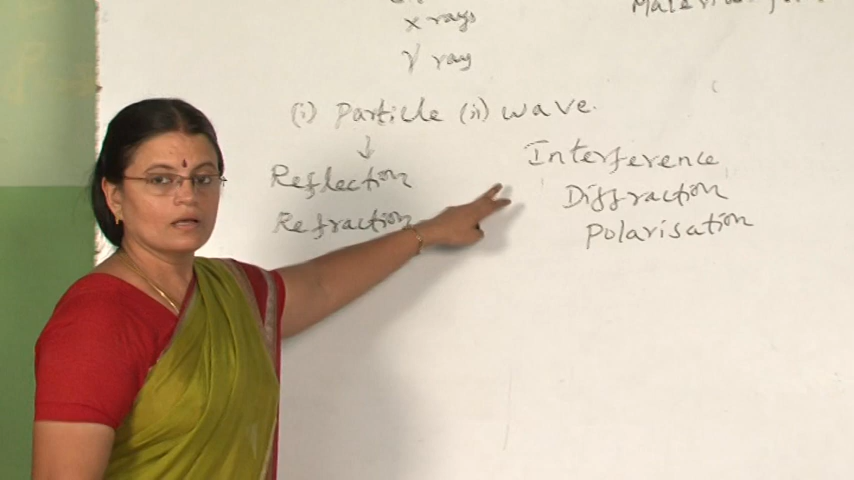 x rays
γ ray
(i) Particle (ii) wave.
↓
Reflection
Refraction
Interference
Diffraction
Polarisation